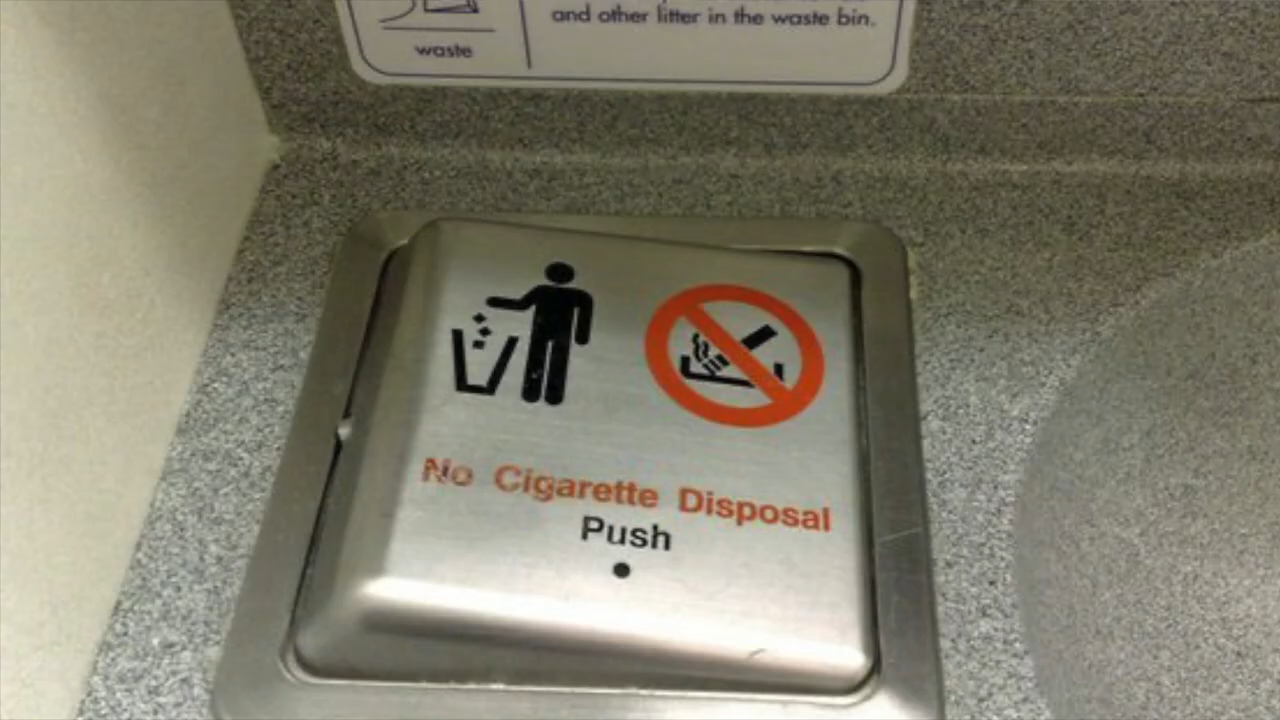 and other litter in the waste bin.
waste
No Cigarette Disposal
Push